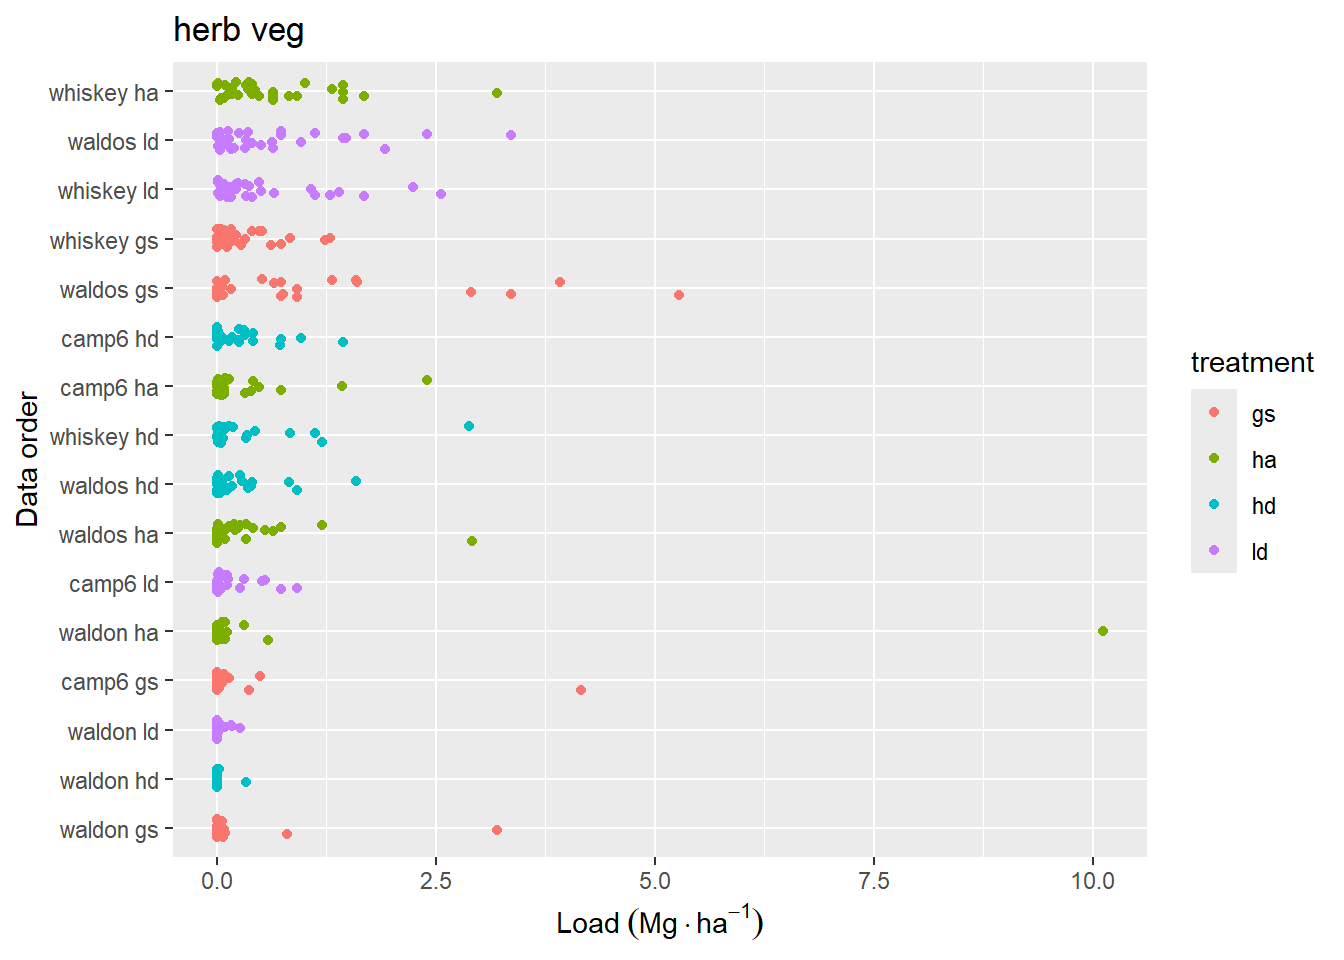 herb veg
whiskey ha
waldos ld
whiskey ld
whiskey gs
waldos gs
camp6 hd
camp6 ha
whiskey hd
waldos hd
waldos ha
camp6 ld
waldon ha
camp6 gs
waldon ld
waldon hd
waldon gs
Data order
0.0 2.5 5.0 7.5 10.0
Load (Mg · ha⁻¹)
treatment
gs
ha
hd
ld